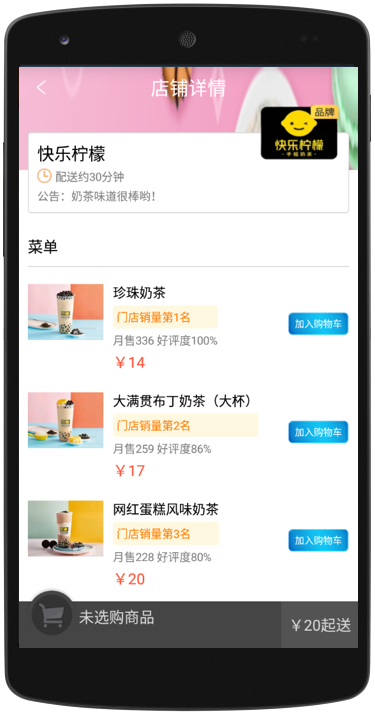 店铺详情
品牌
快乐柠檬
·手摇奶茶·
快乐柠檬
配送约30分钟
公告：奶茶味道很棒哟！
菜单
珍珠奶茶
门店销量第1名
加入购物车
月售336 好评度100%
￥14
大满贯布丁奶茶（大杯）
门店销量第2名
加入购物车
月售259 好评度86%
￥17
网红蛋糕风味奶茶
门店销量第3名
加入购物车
月售228 好评度80%
￥20
未选购商品
￥20起送